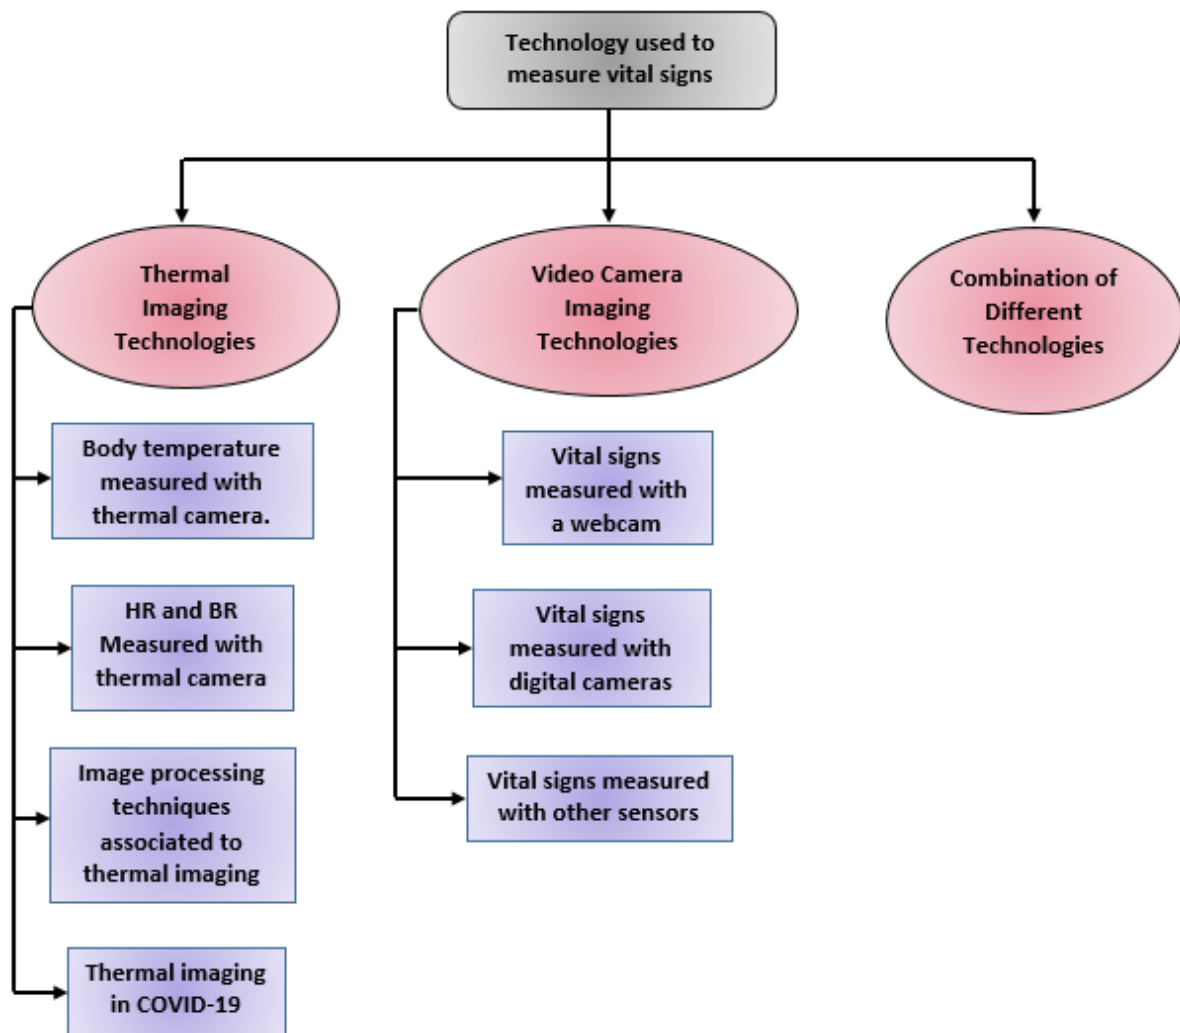 Technology used to
measure vital signs
Thermal
Imaging
Technologies
Video Camera
Imaging
Technologies
Combination of
Different
Technologies
Body temperature
measured with
thermal camera.
HR and BR
Measured with
thermal camera
Image processing
techniques
associated to
thermal imaging
Thermal imaging
in COVID-19
Vital signs
measured with
a webcam
Vital signs
measured with
digital cameras
Vital signs measured
with other sensors